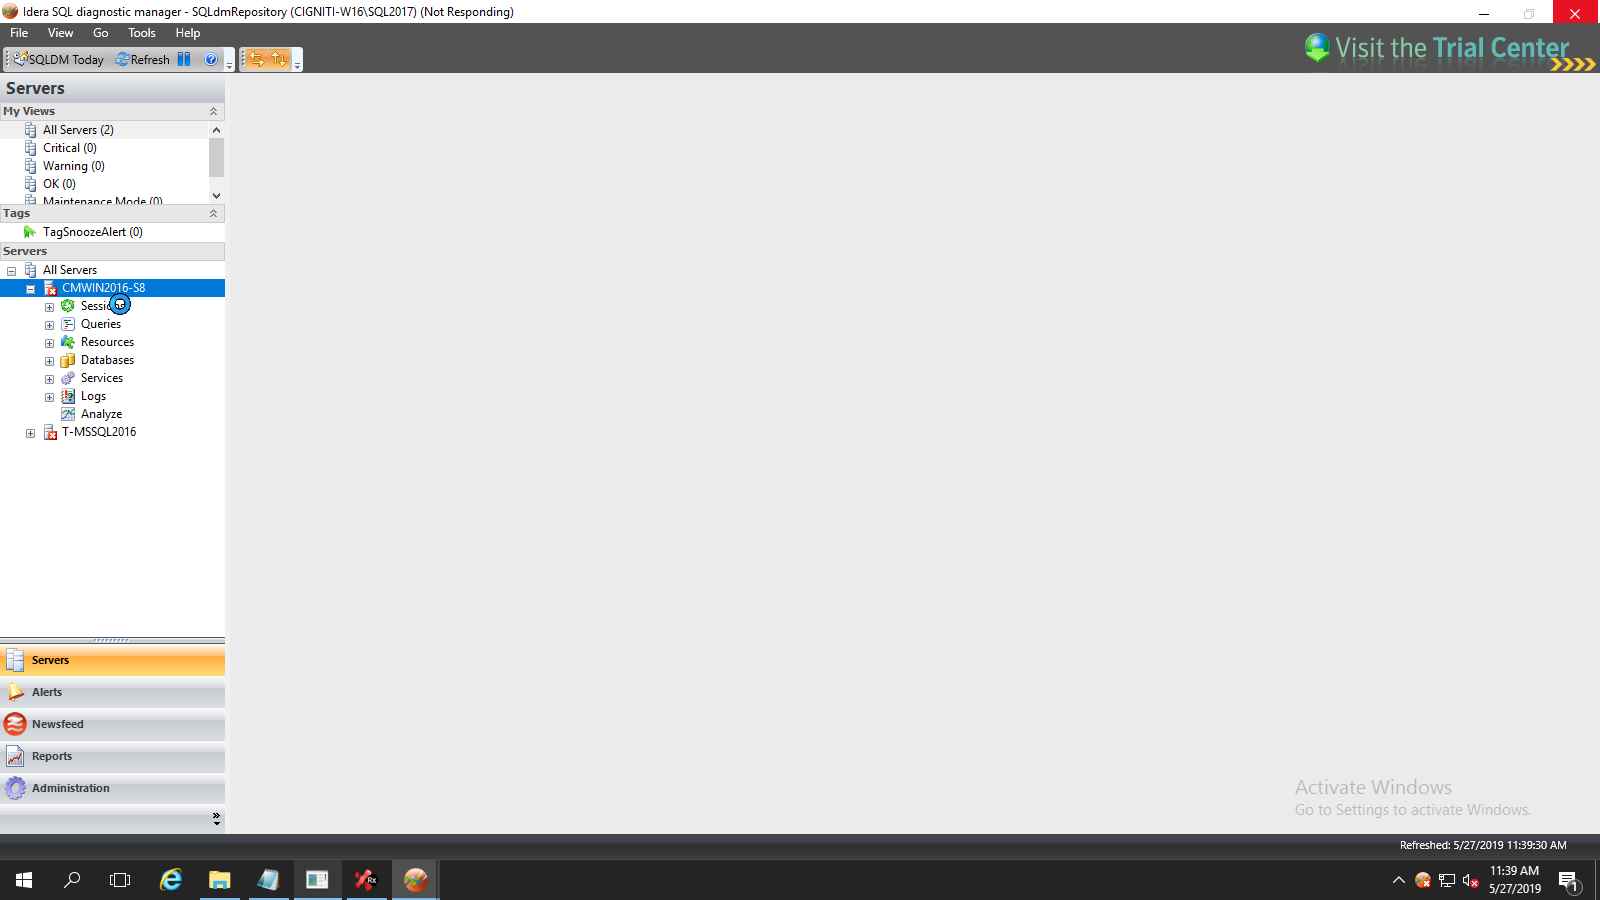 Idera SQL diagnostic manager - SQLdmRepository (CIGNITI-W16\SQL2017) (Not Responding)
File View Go Tools Help
SQLDM Today Refresh
Visit the Trial Center
Servers
My Views
All Servers (2)
Critical (0)
Warning (0)
OK (0)
Maintenance Mode (0)
Tags
TagSnoozeAlert (0)
Servers
All Servers
CMWIN2016-S8
Sessions
Queries
Resources
Databases
Services
Logs
Analyze
T-MSSQL2016
Servers
Alerts
Newsfeed
Reports
Administration
Activate Windows
Go to Settings to activate Windows.
Refreshed: 5/27/2019 11:39:30 AM
Rx
11:39 AM
5/27/2019
1